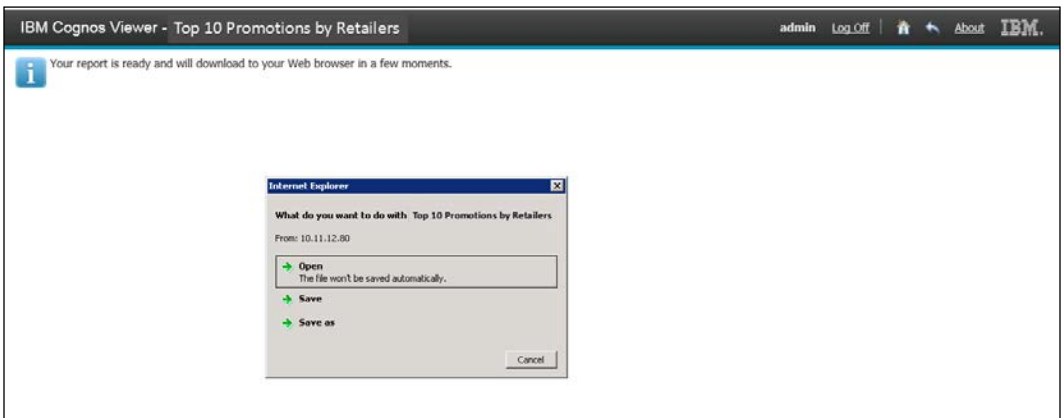 IBM Cognos Viewer - Top 10 Promotions by Retailers admin Log Off About IBM.
i Your report is ready and will download to your Web browser in a few moments.
Internet Explorer
What do you want to do with Top 10 Promotions by Retailers
From: 10.11.12.80
Open
The file won't be saved automatically.
Save
Save as
Cancel